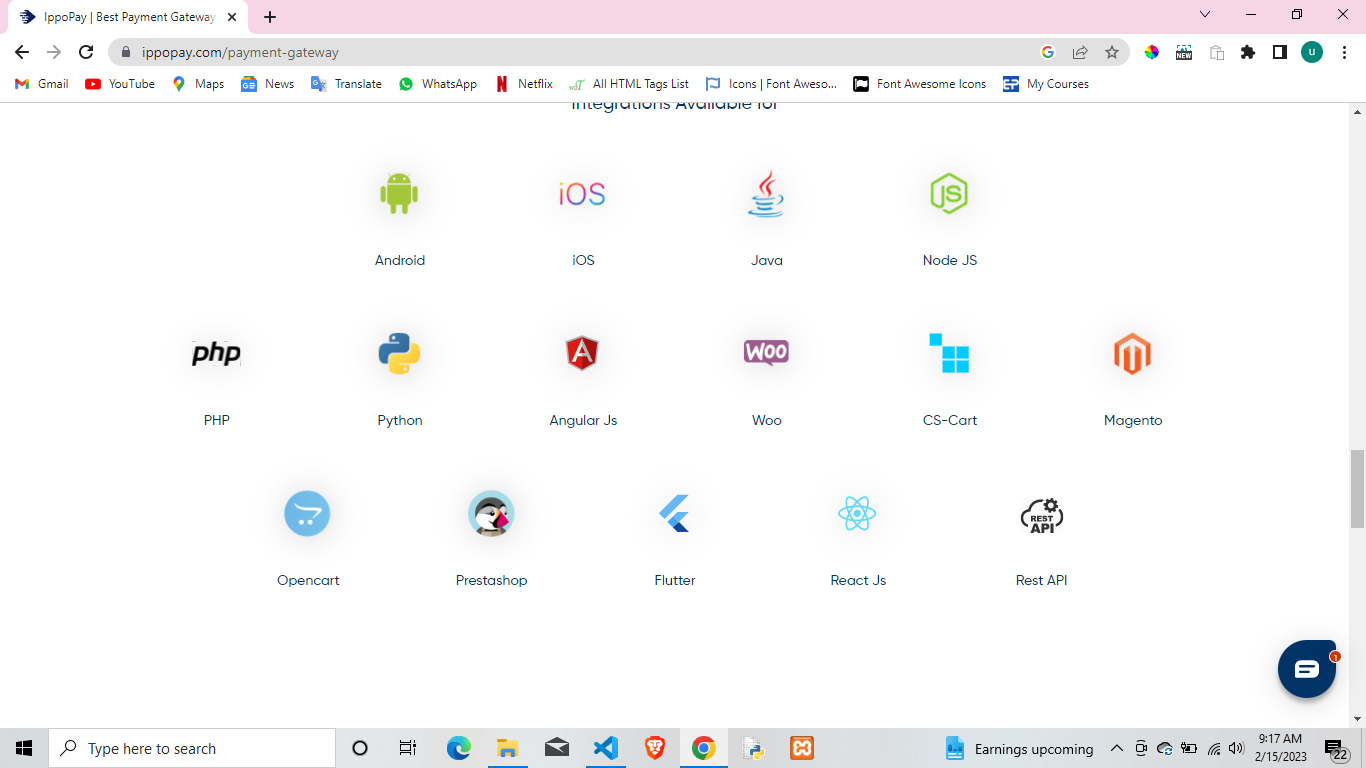 IppoPay | Best Payment Gateway
ippopay.com/payment-gateway
NEW
u
Gmail
YouTube
Maps
News
Translate
WhatsApp
Netflix
All HTML Tags List
Icons | Font Aweso...
Font Awesome Icons
My Courses
Integrations Available for
iOS
JS
Android
iOS
Java
Node JS
php
A
WOO
PHP
Python
Angular Js
Woo
CS-Cart
Magento
REST
API
Opencart
Prestashop
Flutter
React Js
Rest API
1
Type here to search
Earnings upcoming
9:17 AM
2/15/2023
22